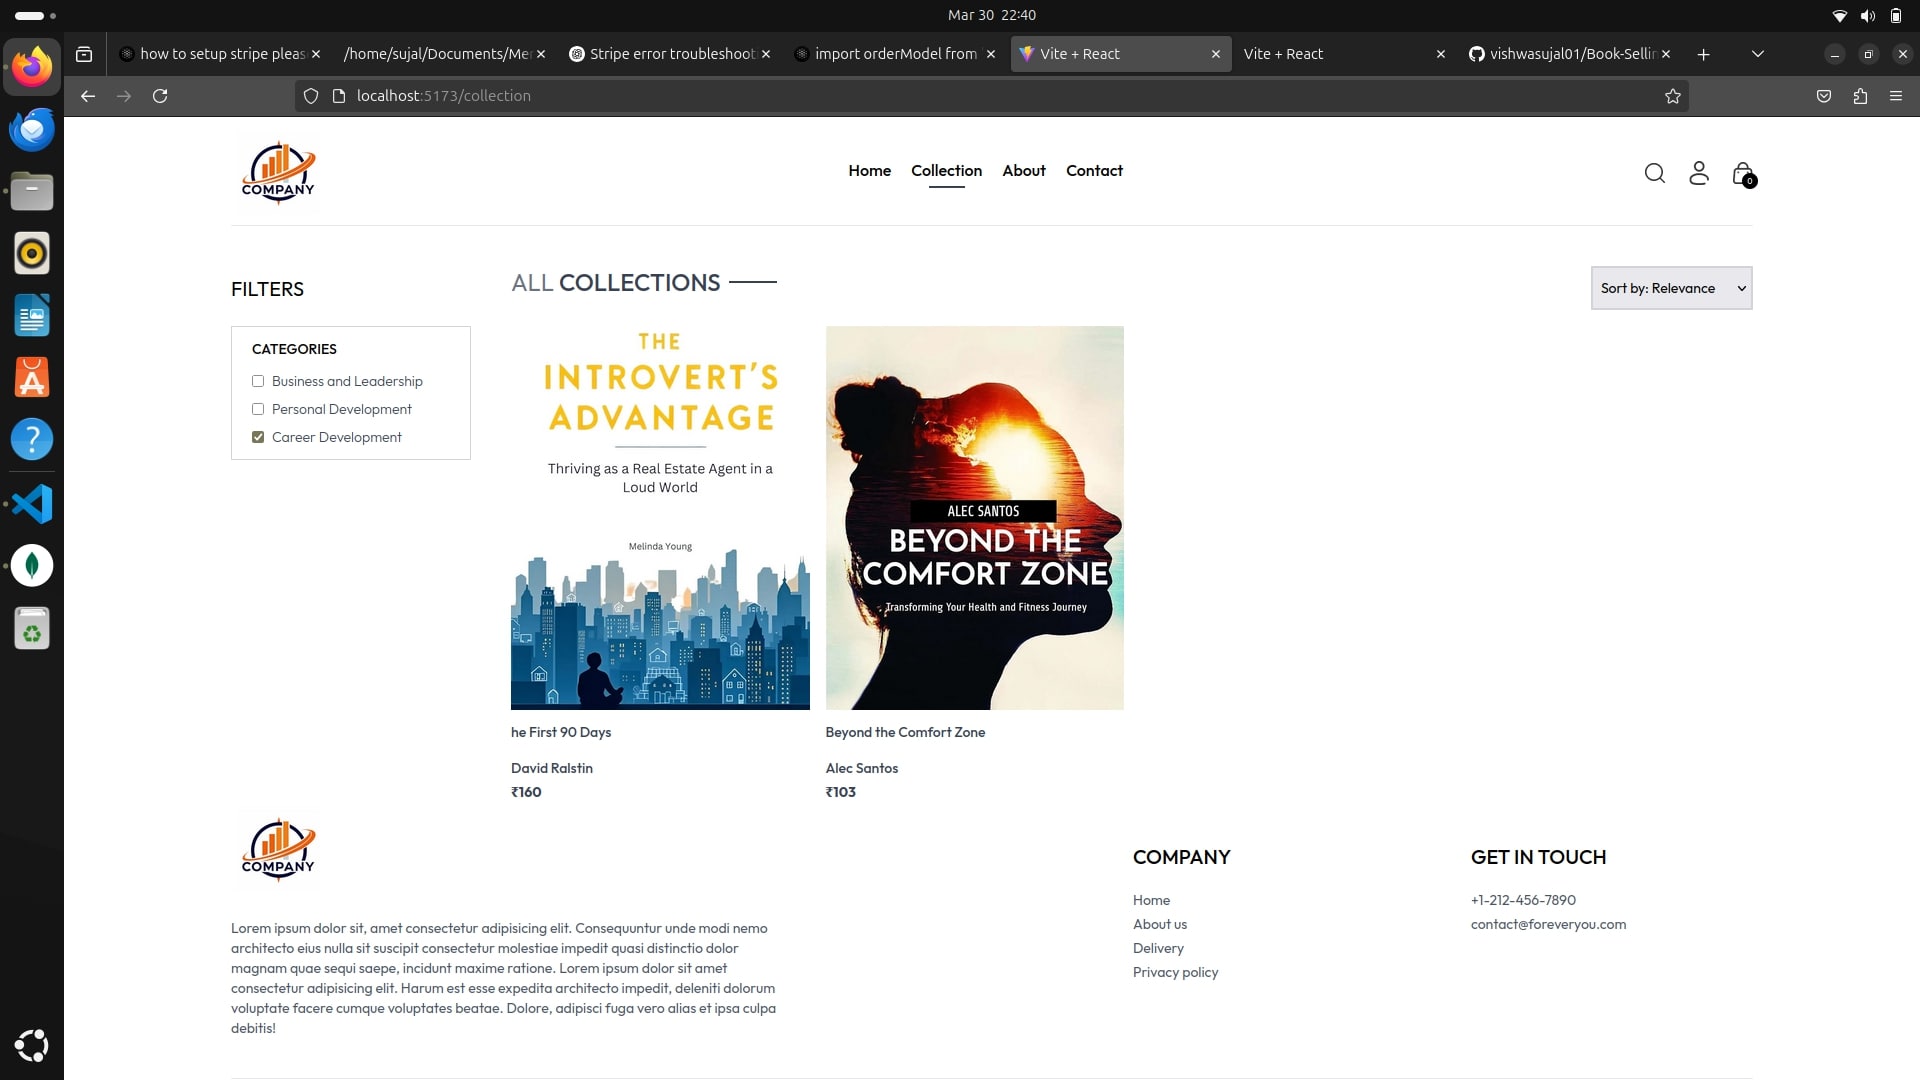 Mar 30 22:40
how to setup stripe pleas
/home/sujal/Documents/Mer
Stripe error troubleshoot
import orderModel from
Vite + React
Vite + React
vishwasujal01/Book-Sellin
localhost:5173/collection
COMPANY
Home
Collection
About
Contact
0
FILTERS
CATEGORIES
Business and Leadership
Personal Development
Career Development
ALL COLLECTIONS
Sort by: Relevance
THE
INTROVERT'S
ADVANTAGE
Thriving as a Real Estate Agent in a
Loud World
Melinda Young
he First 90 Days
David Ralstin
₹160
ALEC SANTOS
BEYOND THE
COMFORT ZONE
Transforming Your Health and Fitness Journey
Beyond the Comfort Zone
Alec Santos
₹103
COMPANY
Lorem ipsum dolor sit, amet consectetur adipisicing elit. Consequuntur unde modi nemo
architecto eius nulla sit suscipit consectetur molestiae impedit quasi distinctio dolor
magnam quae sequi saepe, incidunt maxime ratione. Lorem ipsum dolor sit amet
consectetur adipisicing elit. Harum est esse expedita architecto impedit, deleniti dolorum
voluptate facere cumque voluptates beatae. Dolore, adipisci fuga vero alias et ipsa culpa
debitis!
COMPANY
Home
About us
Delivery
Privacy policy
GET IN TOUCH
+1-212-456-7890
contact@foreveryou.com